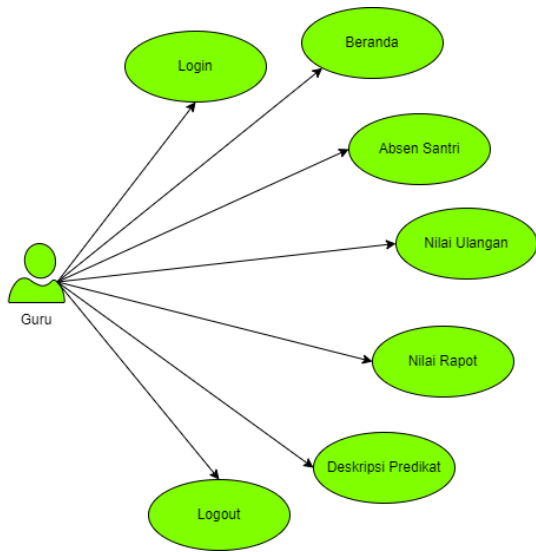 Beranda
Login
Absen Santri
Nilai Ulangan
Guru
Nilai Rapot
Deskripsi Predikat
Logout